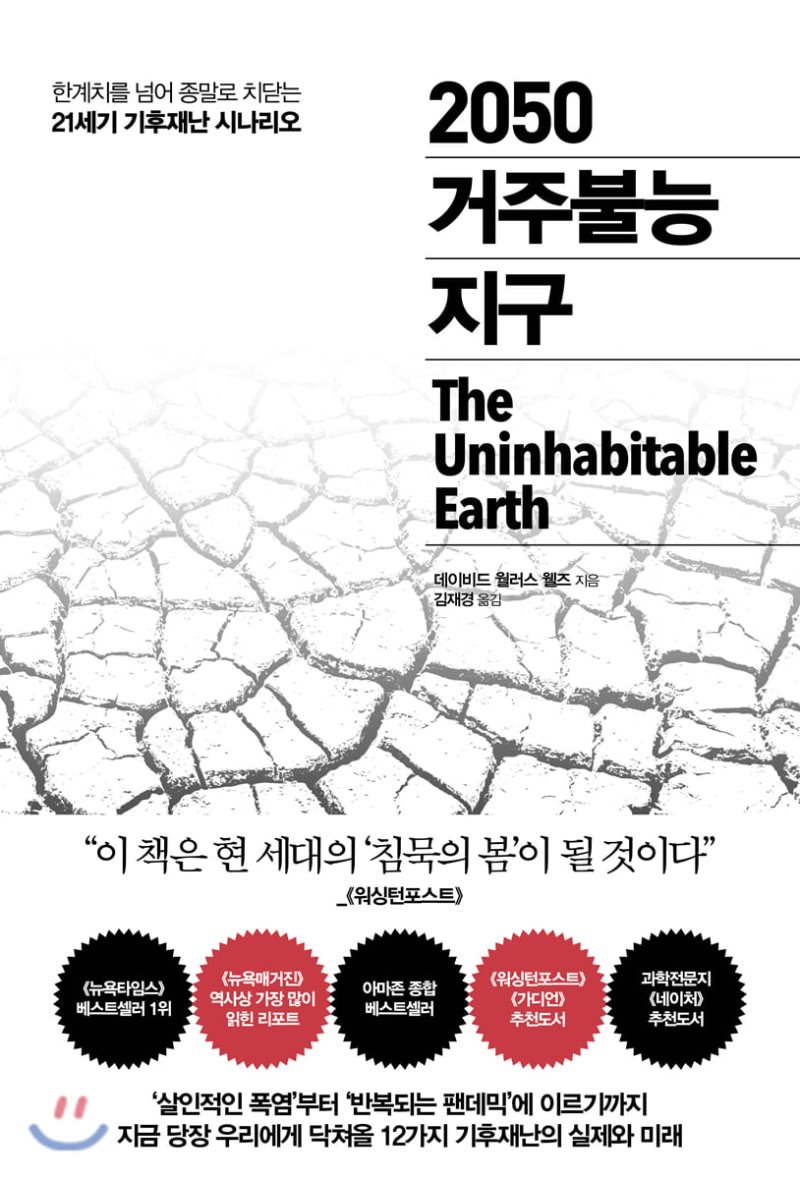 한계치를 넘어 종말로 치닫는
21세기 기후재난 시나리오
2050
거주불능
지구
The
Uninhabitable
Earth
데이비드 월러스 웰즈 지음
김재경 옮김
“이 책은 현 세대의 ‘침묵의 봄’이 될 것이다”
_《워싱턴포스트》
《뉴욕타임스》
베스트셀러 1위
《뉴욕매거진》
역사상 가장 많이
읽힌 리포트
아마존 종합
베스트셀러
《워싱턴포스트》
《가디언》
추천도서
과학전문지
《네이처》
추천도서
‘살인적인 폭염’부터 ‘반복되는 팬데믹’에 이르기까지
지금 당장 우리에게 닥쳐올 12가지 기후재난의 실제와 미래